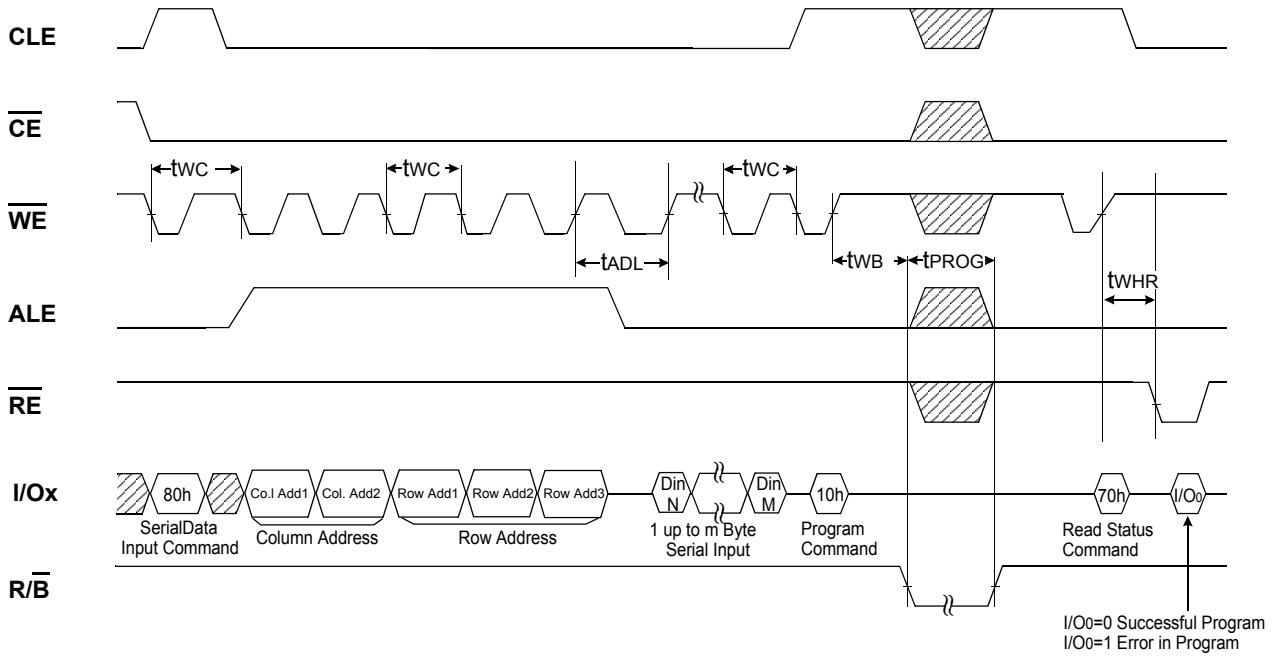 CLE
CE
tWC
tWC
tWC
WE
tADL
tWB
tPROG
tWHR
ALE
RE
I/Ox
80h
Co.l Add1
Col. Add2
Row Add1
Row Add2
Row Add3
Din
N
Din
M
10h
70h
I/O0
SerialData
Input Command
Column Address
Row Address
1 up to m Byte
Serial Input
Program
Command
Read Status
Command
R/B
I/O0=0 Successful Program
I/O0=1 Error in Program